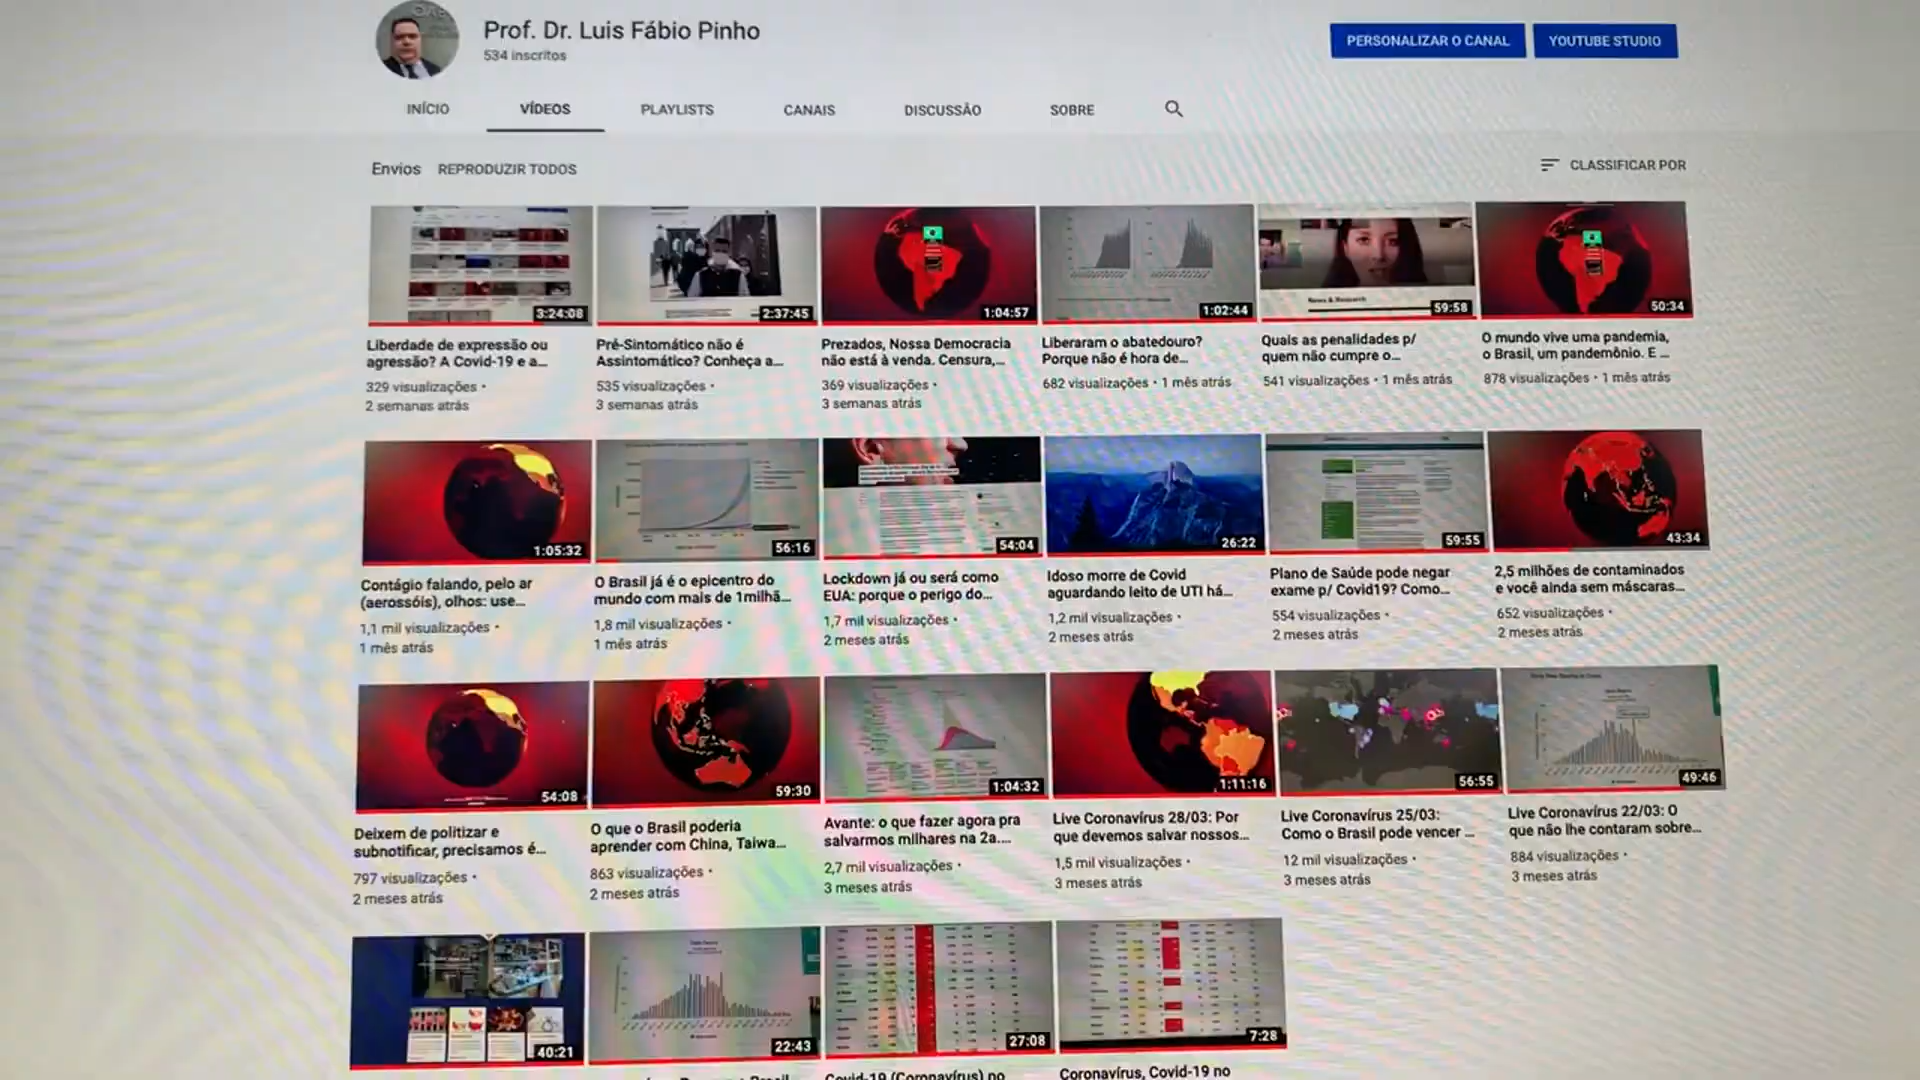 Prof. Dr. Luis Fábio Pinho
534 inscritos
PERSONALIZAR O CANAL
YOUTUBE STUDIO
INÍCIO
VÍDEOS
PLAYLISTS
CANAIS
DISCUSSÃO
SOBRE
Envios
REPRODUZIR TODOS
CLASSIFICAR POR
3:24:08
Liberdade de expressão ou
agressão? A Covid-19 e a...
329 visualizações •
2 semanas atrás
2:37:45
Pré-Sintomático não é
Assintomático? Conheça a...
535 visualizações •
3 semanas atrás
1:04:57
Prezados, Nossa Democracia
não está à venda. Censura,...
369 visualizações •
3 semanas atrás
1:02:44
Liberaram o abatedouro?
Porque não é hora de...
682 visualizações • 1 mês atrás
News & Research
59:58
Quais as penalidades p/
quem não cumpre o...
541 visualizações • 1 mês atrás
50:34
O mundo vive uma pandemia,
o Brasil, um pandemônio. E ...
878 visualizações • 1 mês atrás
1:05:32
Contágio falando, pelo ar
(aerossóis), olhos: use...
1,1 mil visualizações •
1 mês atrás
56:16
O Brasil já é o epicentro do
mundo com mais de 1milhã...
1,8 mil visualizações •
1 mês atrás
54:04
Lockdown já ou será como
EUA: porque o perigo do...
1,7 mil visualizações •
2 meses atrás
26:22
Idoso morre de Covid
aguardando leito de UTI há...
1,2 mil visualizações •
2 meses atrás
59:55
Plano de Saúde pode negar
exame p/ Covid19? Como...
554 visualizações •
2 meses atrás
43:34
2,5 milhões de contaminados
e você ainda sem máscaras...
652 visualizações •
2 meses atrás
54:08
Deixem de politizar e
subnotificar, precisamos é...
797 visualizações •
2 meses atrás
59:30
O que o Brasil poderia
aprender com China, Taiwa...
863 visualizações •
2 meses atrás
1:04:32
Avante: o que fazer agora pra
salvarmos milhares na 2a....
2,7 mil visualizações •
3 meses atrás
1:11:16
Live Coronavírus 28/03: Por
que devemos salvar nossos...
1,5 mil visualizações •
3 meses atrás
56:55
Live Coronavírus 25/03:
Como o Brasil pode vencer ...
12 mil visualizações •
3 meses atrás
49:46
Live Coronavírus 22/03: O
que não lhe contaram sobre...
884 visualizações •
3 meses atrás
40:21
22:43
27:08
Covid-19 (Coronavírus) no
7:28
Coronavírus, Covid-19 no